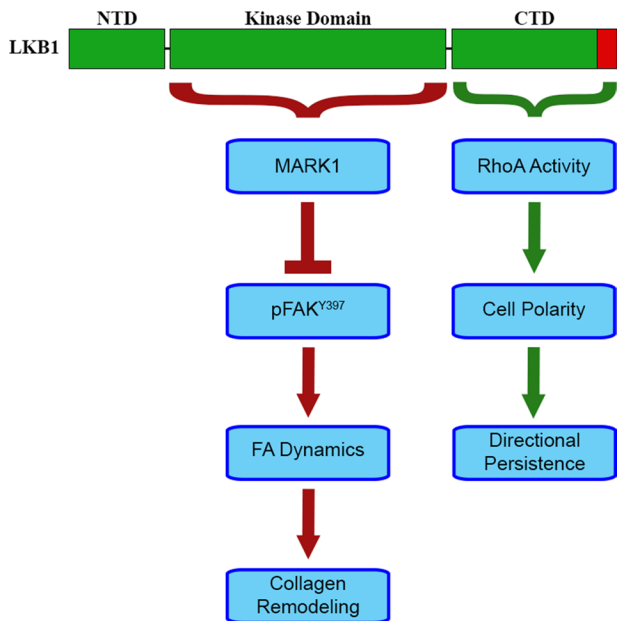 NTD Kinase Domain CTD
LKB1
MARK1 RhoA Activity
pFAKY397 Cell Polarity
FA Dynamics Directional
Persistence
Collagen
Remodeling